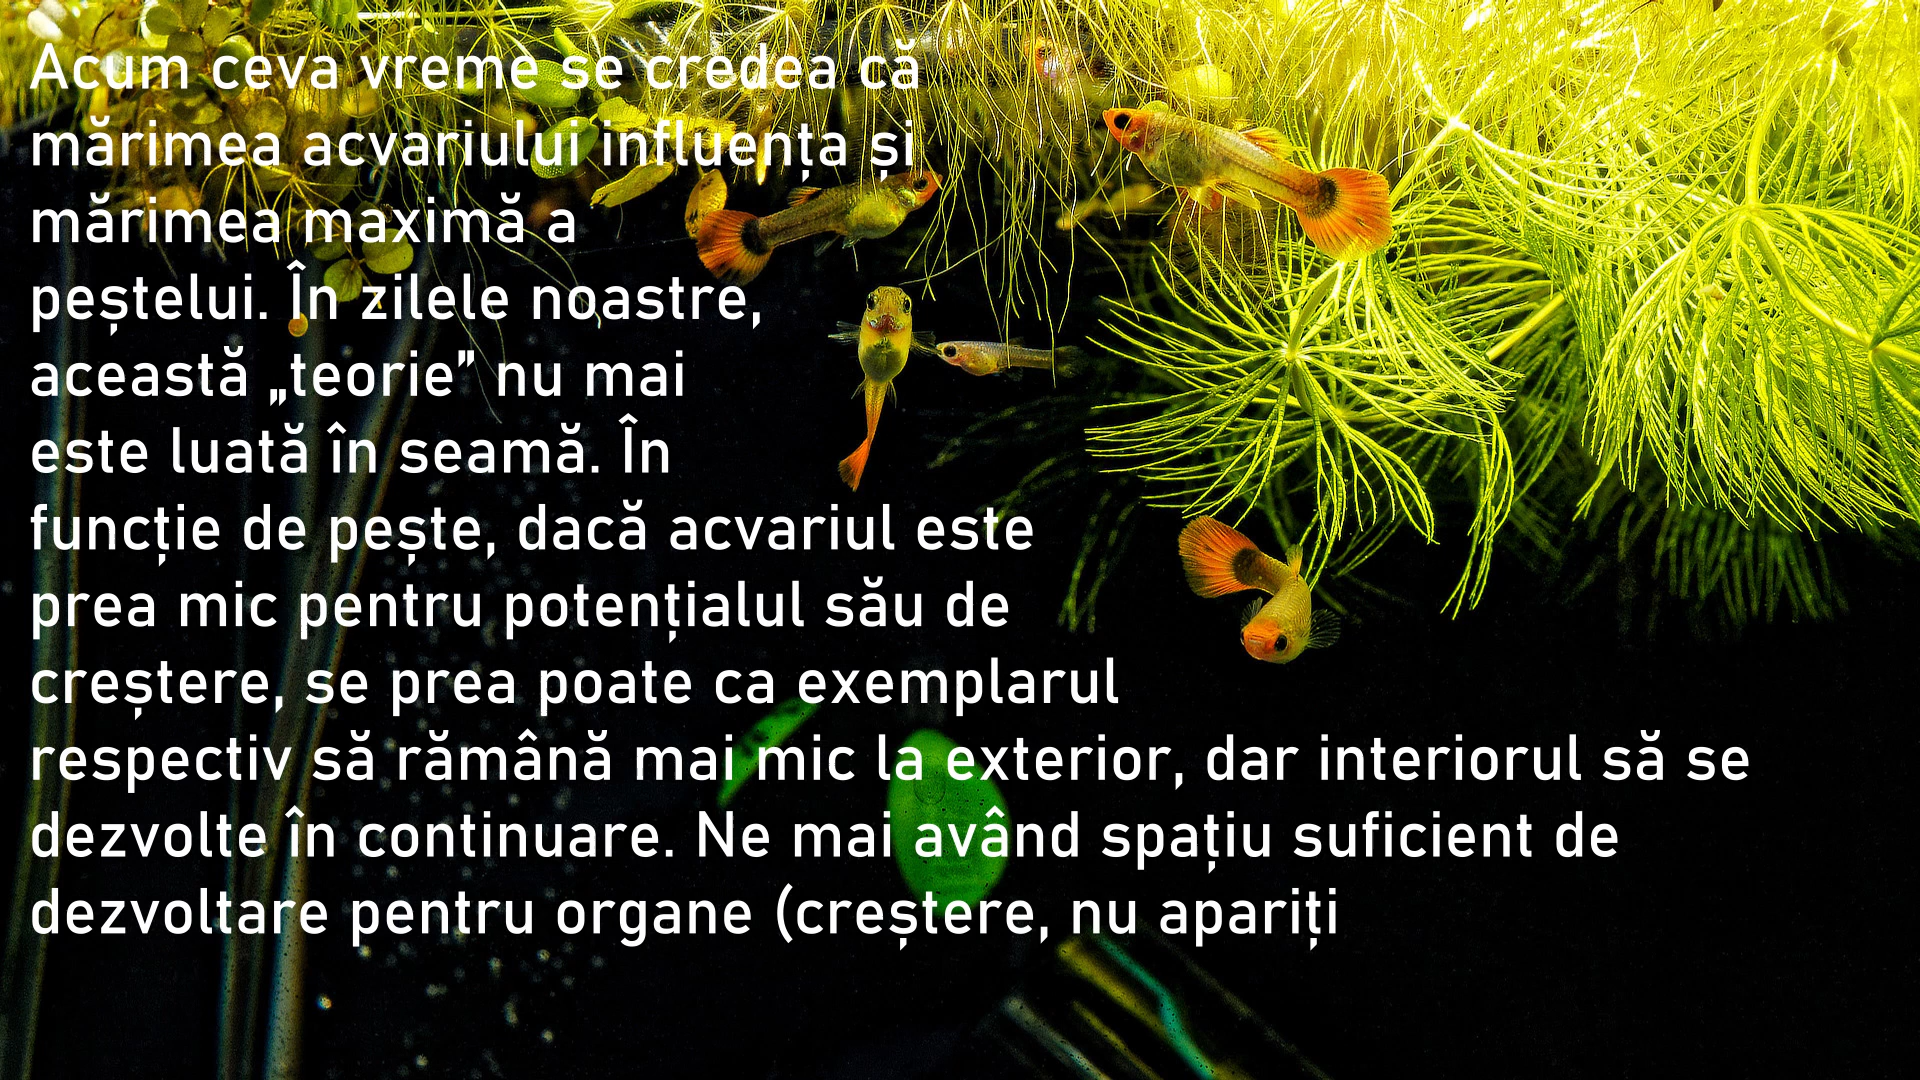 Acum ceva vreme se credea că
mărimea acvariului influența și
mărimea maximă a
peștelui. În zilele noastre,
această „teorie” nu mai
este luată în seamă. În
funcție de pește, dacă acvariul este
prea mic pentru potențialul său de
creștere, se prea poate ca exemplarul
respectiv să rămână mai mic la exterior, dar interiorul să se
dezvolte în continuare. Ne mai având spațiu suficient de
dezvoltare pentru organe (creștere, nu apariți